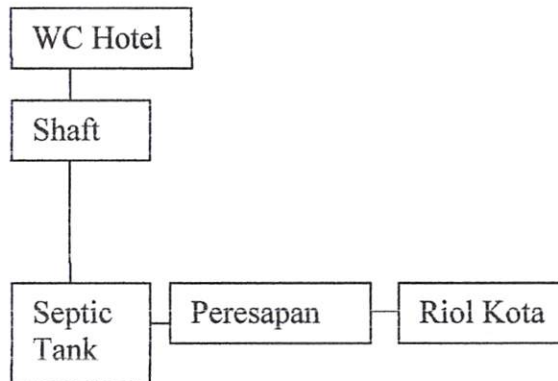 WC Hotel
Shaft
Septic
Tank
Peresapan
Riol Kota